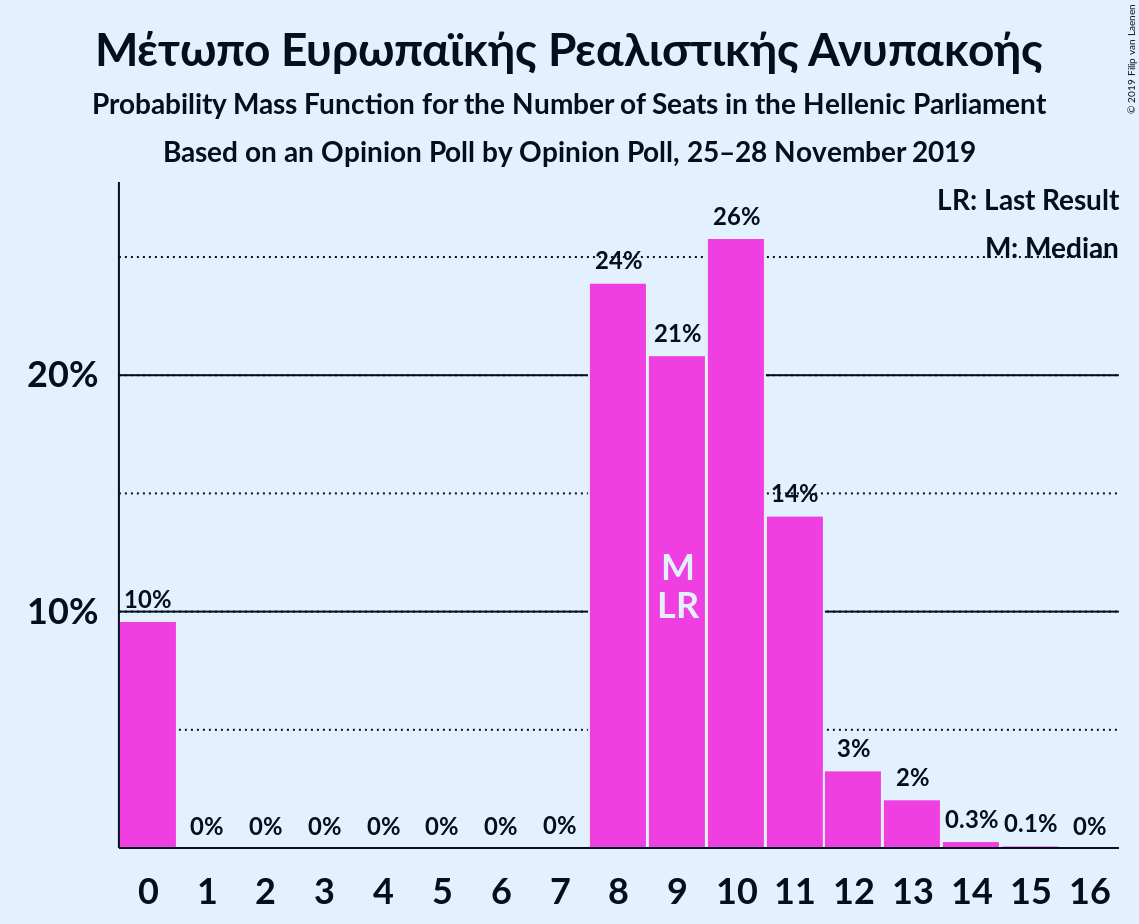 Μέτωπο Ευρωπαϊκής Ρεαλιστικής Ανυπακοής
Probability Mass Function for the Number of Seats in the Hellenic Parliament
Based on an Opinion Poll by Opinion Poll, 25–28 November 2019
© 2019 Filip van Laenen
LR: Last Result
M: Median
26%
24%
21%
20%
14%
M
LR
10%
10%
3%
2%
0% 0% 0% 0% 0% 0% 0% 0.3% 0.1% 0%
0 1 2 3 4 5 6 7 8 9 10 11 12 13 14 15 16